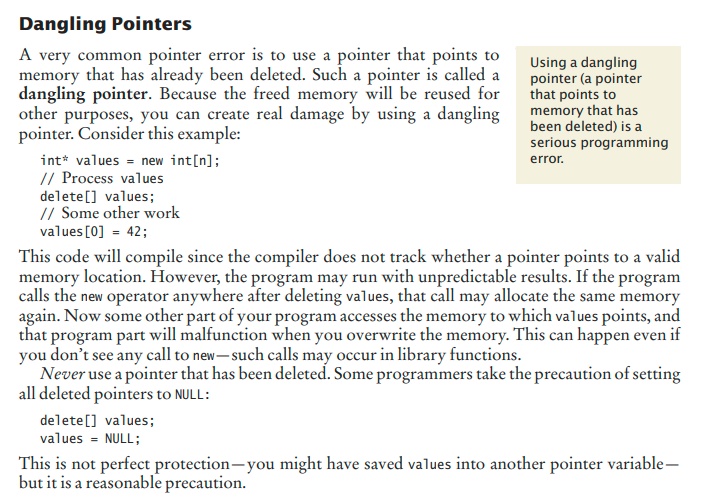 Dangling Pointers
A very common pointer error is to use a pointer that points to
memory that has already been deleted. Such a pointer is called a
dangling pointer. Because the freed memory will be reused for
other purposes, you can create real damage by using a dangling
pointer. Consider this example:
Using a dangling
pointer (a pointer
that points to
memory that has
been deleted) is a
serious programming
error.
int* values = new int[n];
// Process values
delete[] values;
// Some other work
values[0] = 42;
This code will compile since the compiler does not track whether a pointer points to a valid
memory location. However, the program may run with unpredictable results. If the program
calls the new operator anywhere after deleting values, that call may allocate the same memory
again. Now some other part of your program accesses the memory to which values points, and
that program part will malfunction when you overwrite the memory. This can happen even if
you don’t see any call to new—such calls may occur in library functions.
Never use a pointer that has been deleted. Some programmers take the precaution of setting
all deleted pointers to NULL:
delete[] values;
values = NULL;
This is not perfect protection—you might have saved values into another pointer variable—
but it is a reasonable precaution.